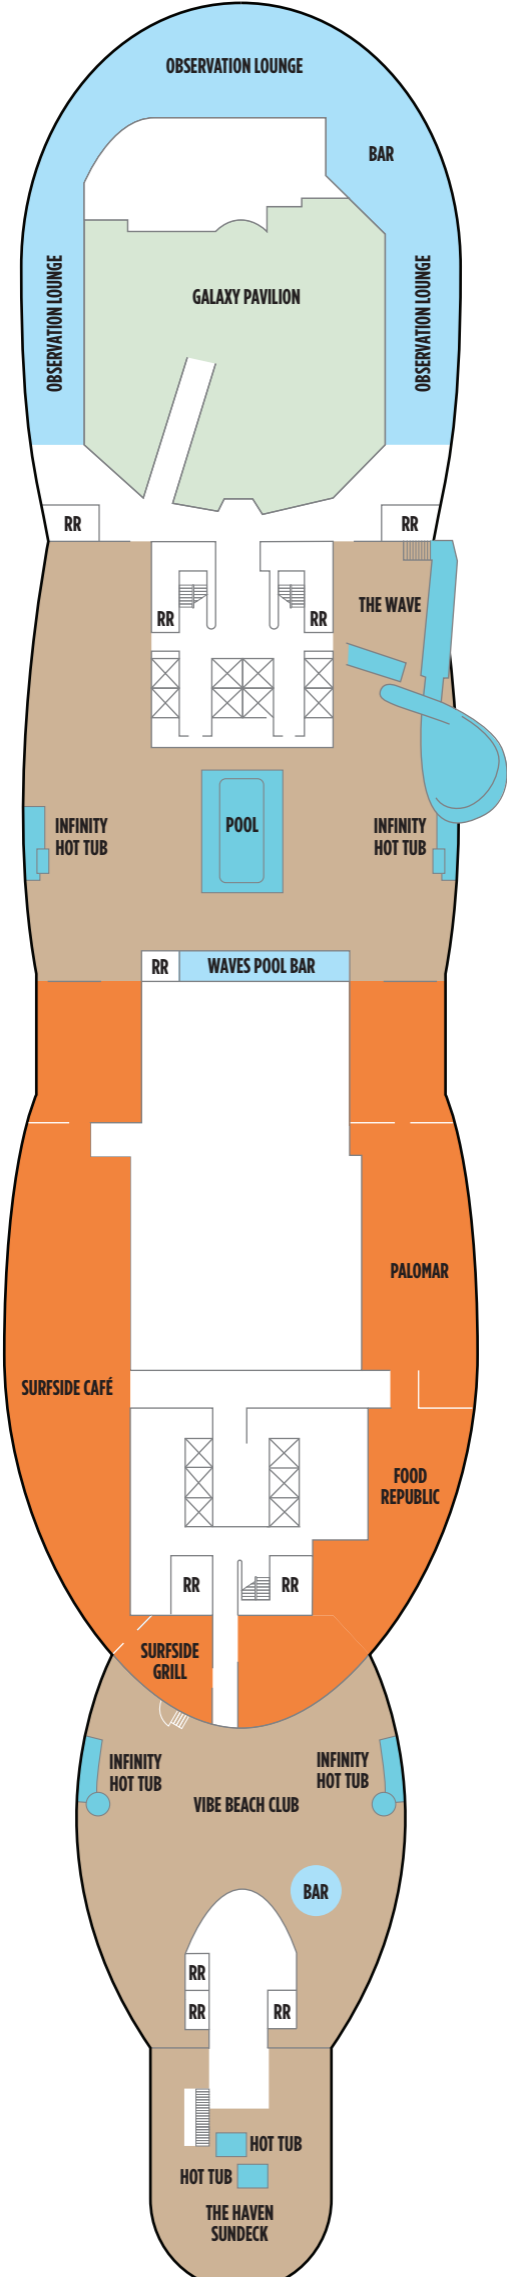 OBSERVATION LOUNGE
BAR
OBSERVATION LOUNGE
GALAXY PAVILION
OBSERVATION LOUNGE
RR
RR
THE WAVE
RR
RR
INFINITY
HOT TUB
POOL
INFINITY
HOT TUB
RR
WAVES POOL BAR
PALOMAR
SURFSIDE CAFÉ
FOOD
REPUBLIC
RR
RR
SURFSIDE
GRILL
INFINITY
HOT TUB
INFINITY
HOT TUB
VIBE BEACH CLUB
BAR
RR
RR
RR
HOT TUB
HOT TUB
THE HAVEN
SUNDECK